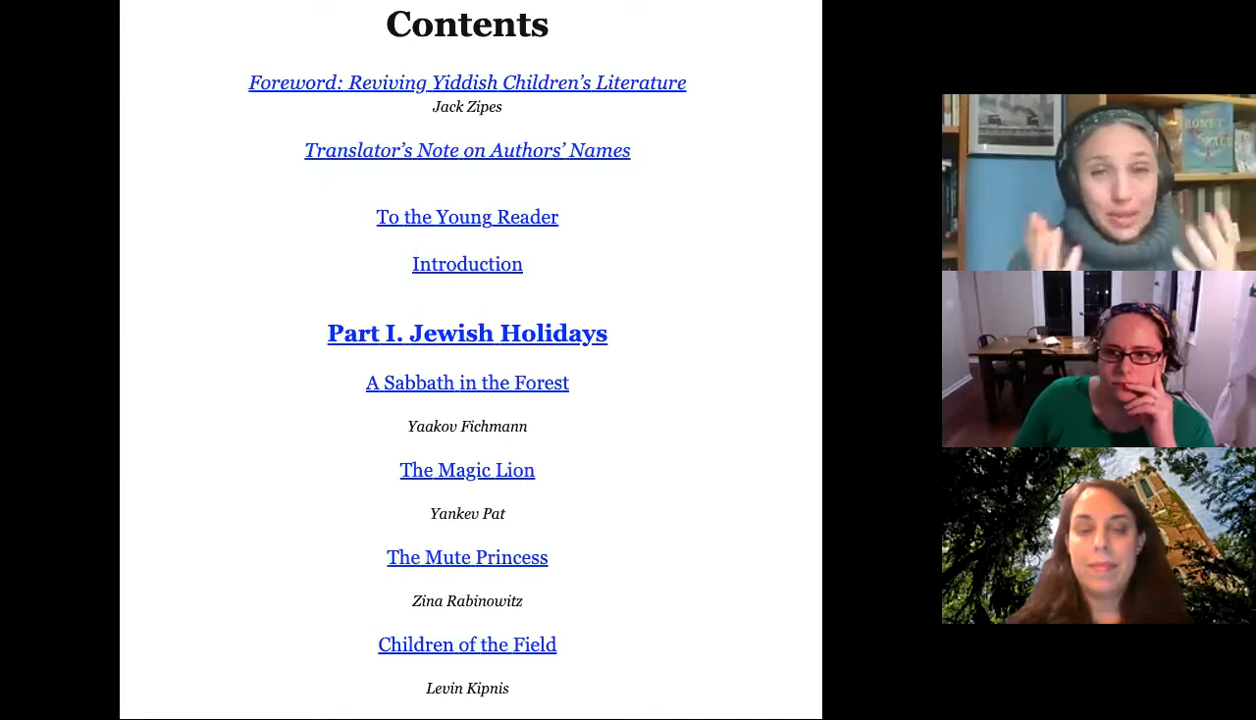 Contents
Foreword: Reviving Yiddish Children's Literature
Jack Zipes
Translator's Note on Authors' Names
To the Young Reader
Introduction
Part I. Jewish Holidays
A Sabbath in the Forest
Yaakov Fichmann
The Magic Lion
Yankev Pat
The Mute Princess
Zina Rabinowitz
Children of the Field
Levin Kipnis
HONEY